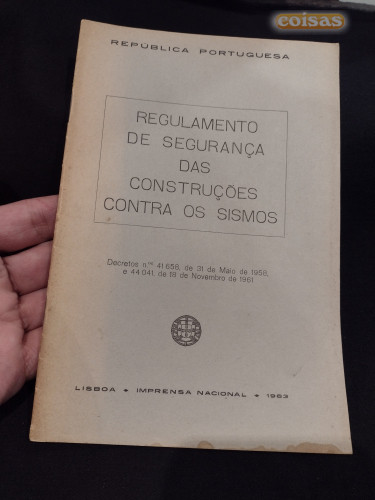 coisas
REPÚBLICA PORTUGUESA
REGULAMENTO
DE SEGURANÇA
DAS
CONSTRUÇÕES
CONTRA OS SISMOS
Decretos n.ºs 41 658, de 31 de Maio de 1958,
e 44 041, de 18 de Novembro de 1961
LISBOA • IMPRENSA NACIONAL • 1963